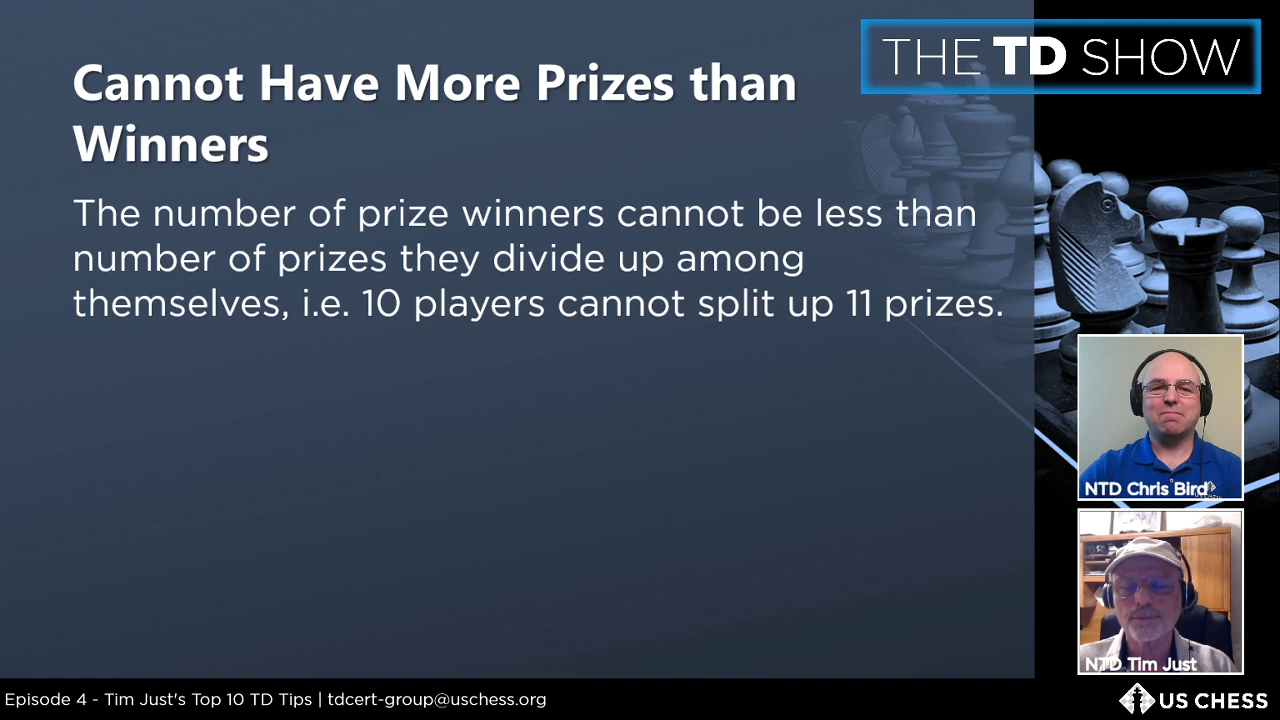 THE TD SHOW
Cannot Have More Prizes than
Winners
The number of prize winners cannot be less than
number of prizes they divide up among
themselves, i.e. 10 players cannot split up 11 prizes.
NTD Chris Bird
NTD Tim Just
Episode 4 - Tim Just's Top 10 TD Tips | tdcert-group@uschess.org
US CHESS